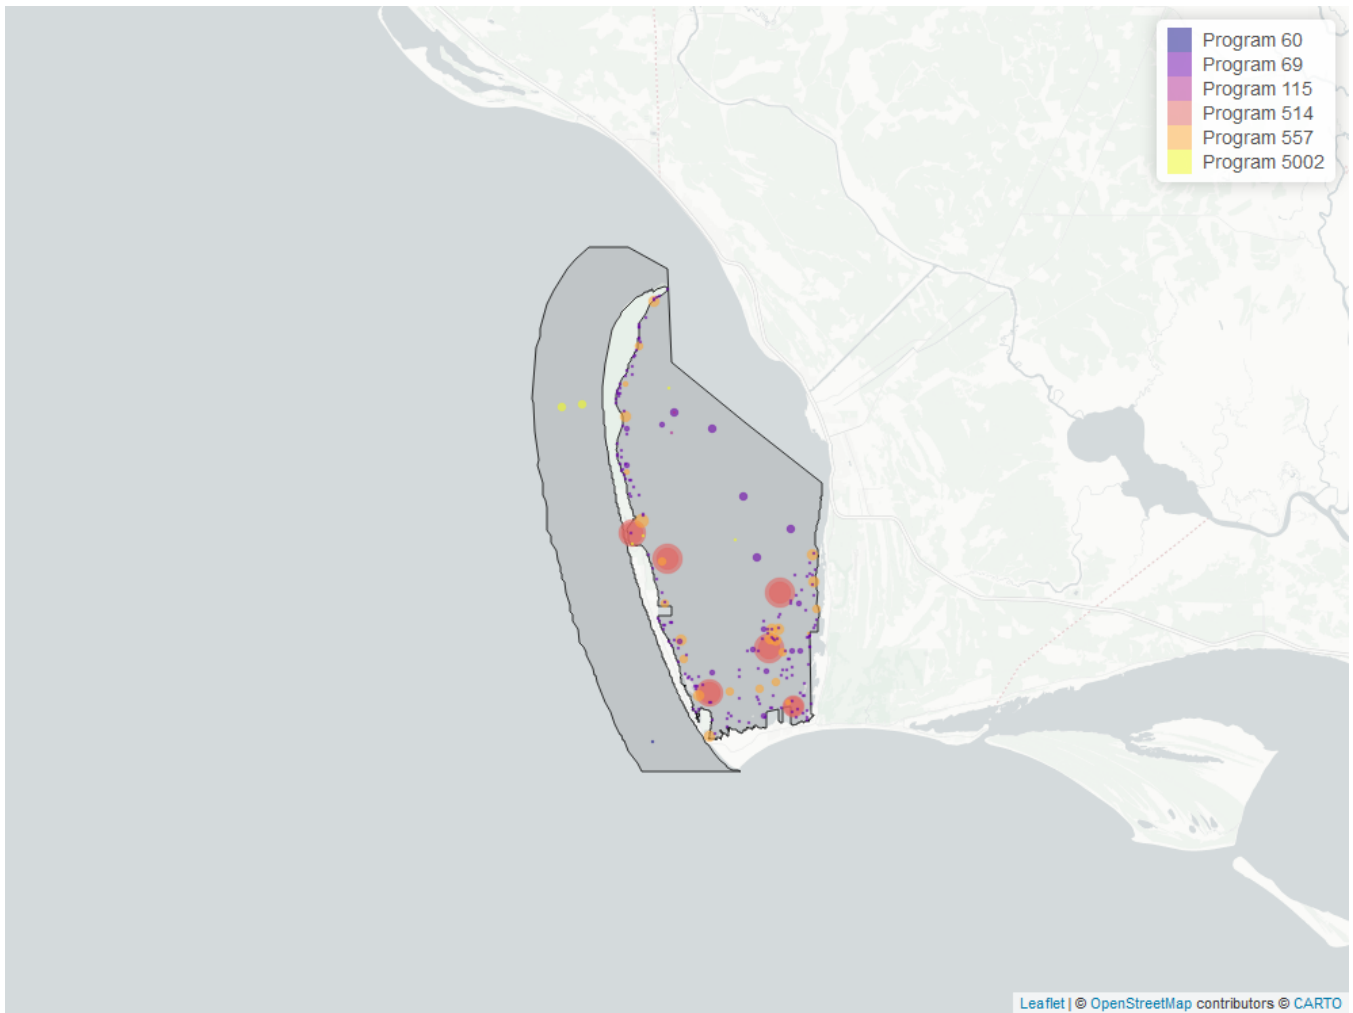 Program 60
Program 69
Program 115
Program 514
Program 557
Program 5002
Leaflet | © OpenStreetMap contributors © CARTO